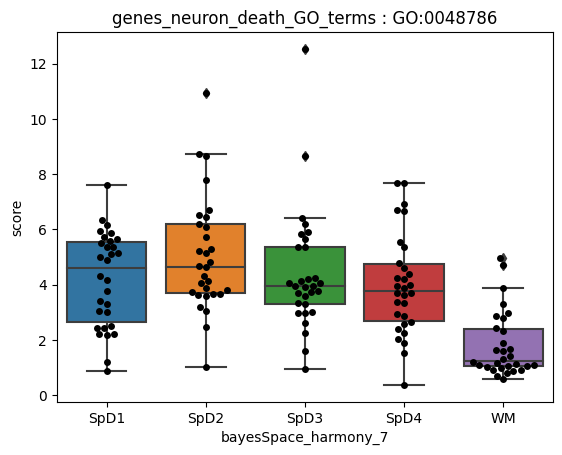 genes_neuron_death_GO_terms : GO:0048786
12
10
8
6
4
2
0
score
SpD1 SpD2 SpD3 SpD4 WM
bayesSpace_harmony_7